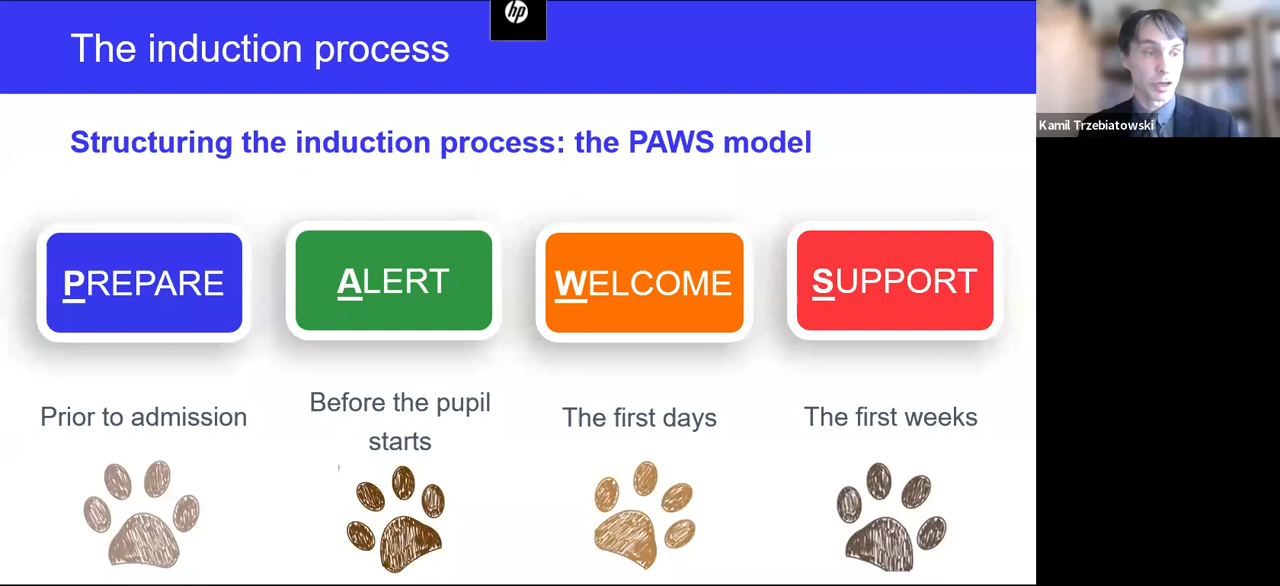 hp
The induction process
Kamil Trzebiatowski
Structuring the induction process: the PAWS model
PREPARE
ALERT
WELCOME
SUPPORT
Prior to admission
Before the pupil
starts
The first days
The first weeks